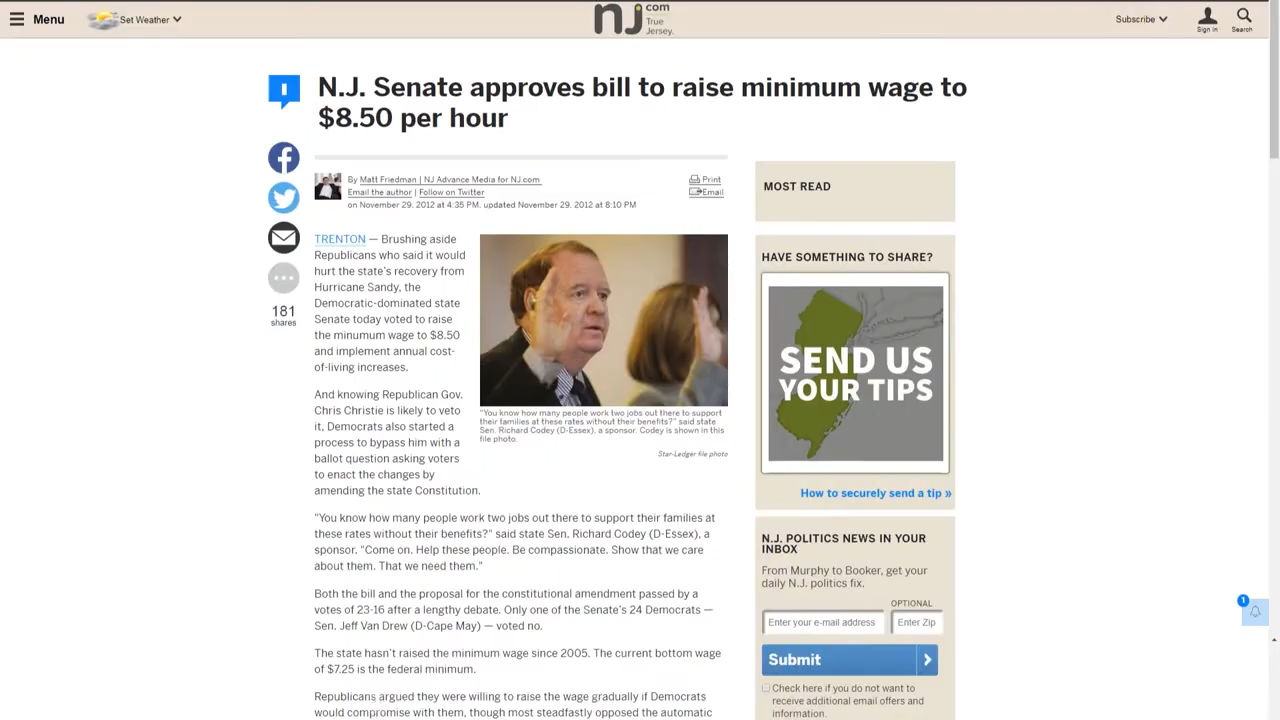 Menu
Set Weather
nj
com
True
Jersey.
Subscribe
Sign In
Search
N.J. Senate approves bill to raise minimum wage to
$8.50 per hour
By Matt Friedman | NJ Advance Media for NJ.com
Email the author | Follow on Twitter
on November 29, 2012 at 4:35 PM, updated November 29, 2012 at 8:10 PM
Print
Email
181
shares
TRENTON — Brushing aside
Republicans who said it would
hurt the state's recovery from
Hurricane Sandy, the
Democratic-dominated state
Senate today voted to raise
the minumum wage to $8.50
and implement annual cost-
of-living increases.
And knowing Republican Gov.
Chris Christie is likely to veto
it, Democrats also started a
process to bypass him with a
ballot question asking voters
to enact the changes by
amending the state Constitution.
"You know how many people work two jobs out there to support
their families at these rates without their benefits?" said state
Sen. Richard Codey (D-Essex), a sponsor. Codey is shown in this
file photo.
Star-Ledger file photo
"You know how many people work two jobs out there to support their families at
these rates without their benefits?" said state Sen. Richard Codey (D-Essex), a
sponsor. "Come on. Help these people. Be compassionate. Show that we care
about them. That we need them."
Both the bill and the proposal for the constitutional amendment passed by a
votes of 23-16 after a lengthy debate. Only one of the Senate's 24 Democrats —
Sen. Jeff Van Drew (D-Cape May) — voted no.
The state hasn't raised the minimum wage since 2005. The current bottom wage
of $7.25 is the federal minimum.
Republicans argued they were willing to raise the wage gradually if Democrats
would compromise with them, though most steadfastly opposed the automatic
MOST READ
HAVE SOMETHING TO SHARE?
SEND US
YOUR TIPS
How to securely send a tip »
N.J. POLITICS NEWS IN YOUR
INBOX
From Murphy to Booker, get your
daily N.J. politics fix.
OPTIONAL
Enter your e-mail address
Enter Zip
Submit
Check here if you do not want to
receive additional email offers and
information.
1